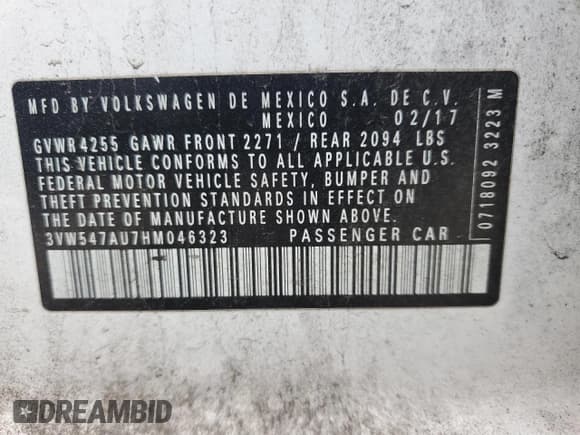 MFD BY VOLKSWAGEN DE MEXICO S.A. DE C.V.
MEXICO 02/17
GVWR 4255 GAWR FRONT 2271 / REAR 2094 LBS
THIS VEHICLE CONFORMS TO ALL APPLICABLE U.S.
FEDERAL MOTOR VEHICLE SAFETY, BUMPER AND
THEFT PREVENTION STANDARDS IN EFFECT ON
THE DATE OF MANUFACTURE SHOWN ABOVE.
3VW547AU7HM046323 PASSENGER CAR
0718092 3223 M
DREAMBID